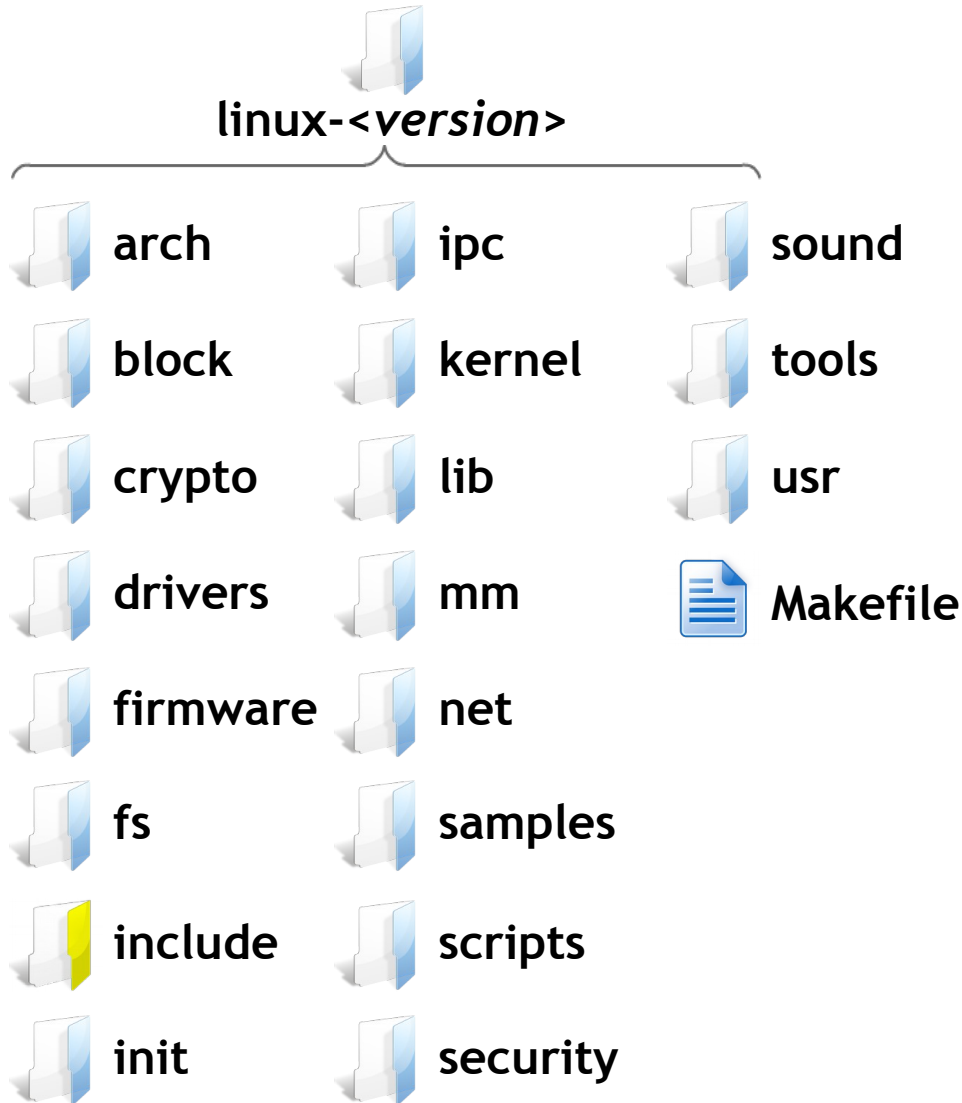 linux-<version>
arch
block
crypto
drivers
firmware
fs
include
init
ipc
kernel
lib
mm
net
samples
scripts
security
sound
tools
usr
Makefile